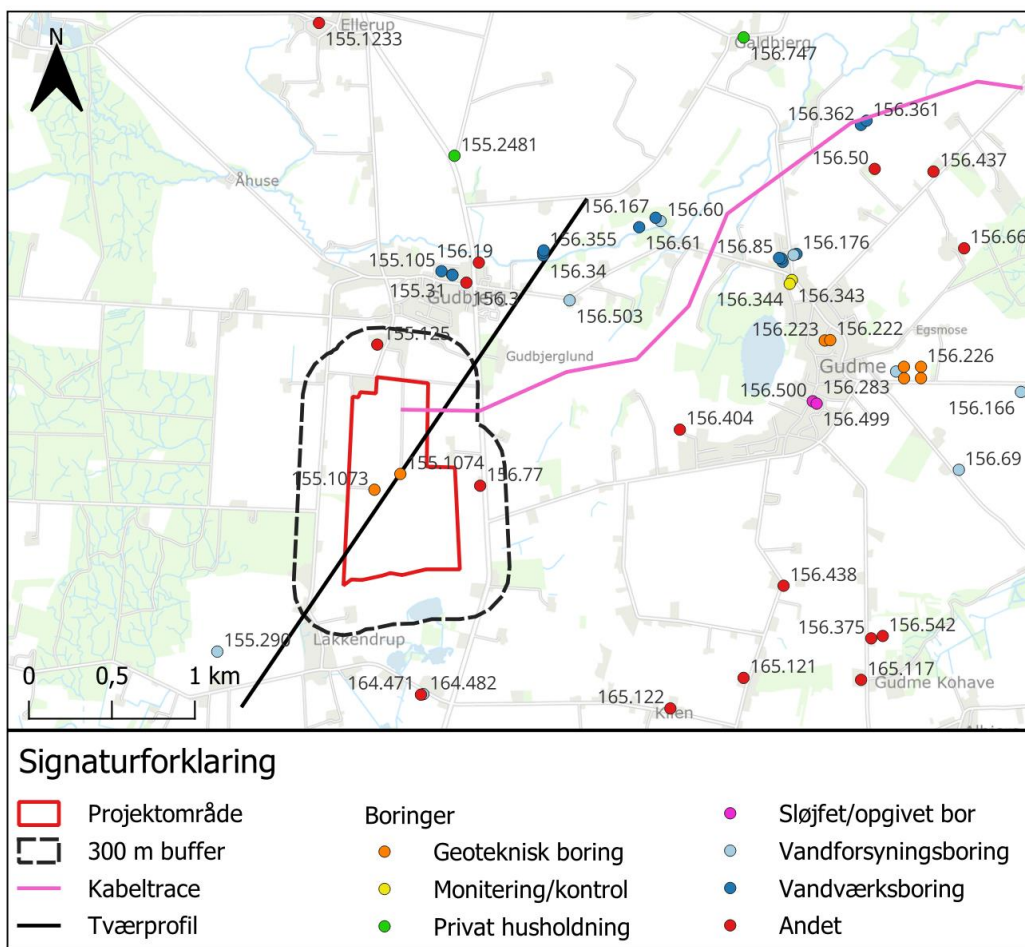 N
Ellerup
155.1233
Galdbjerg
156.747
156.362
156.361
155.2481
156.50
156.437
Åhuse
156.167
156.60
156.66
156.19
156.355
156.61
156.85
156.176
155.105
156.34
155.31
156.3
Gudbjerg
156.344
156.343
156.503
155.125
Gudbjerglund
156.223
156.222
Egsmose
Gudme
156.226
156.500
156.283
156.166
156.499
156.404
155.1073
155.1074
156.77
156.69
156.438
155.290
Lakkendrup
156.375
156.542
0
0,5
1 km
164.471
164.482
165.121
165.117
Gudme Kohave
165.122
Klien
Signaturforklaring
Projektområde
300 m buffer
Kabeltrace
Tværprofil
Boringer
Geoteknisk boring
Monitering/kontrol
Privat husholdning
Sløjfet/opgivet bor
Vandforsyningsboring
Vandværksboring
Andet